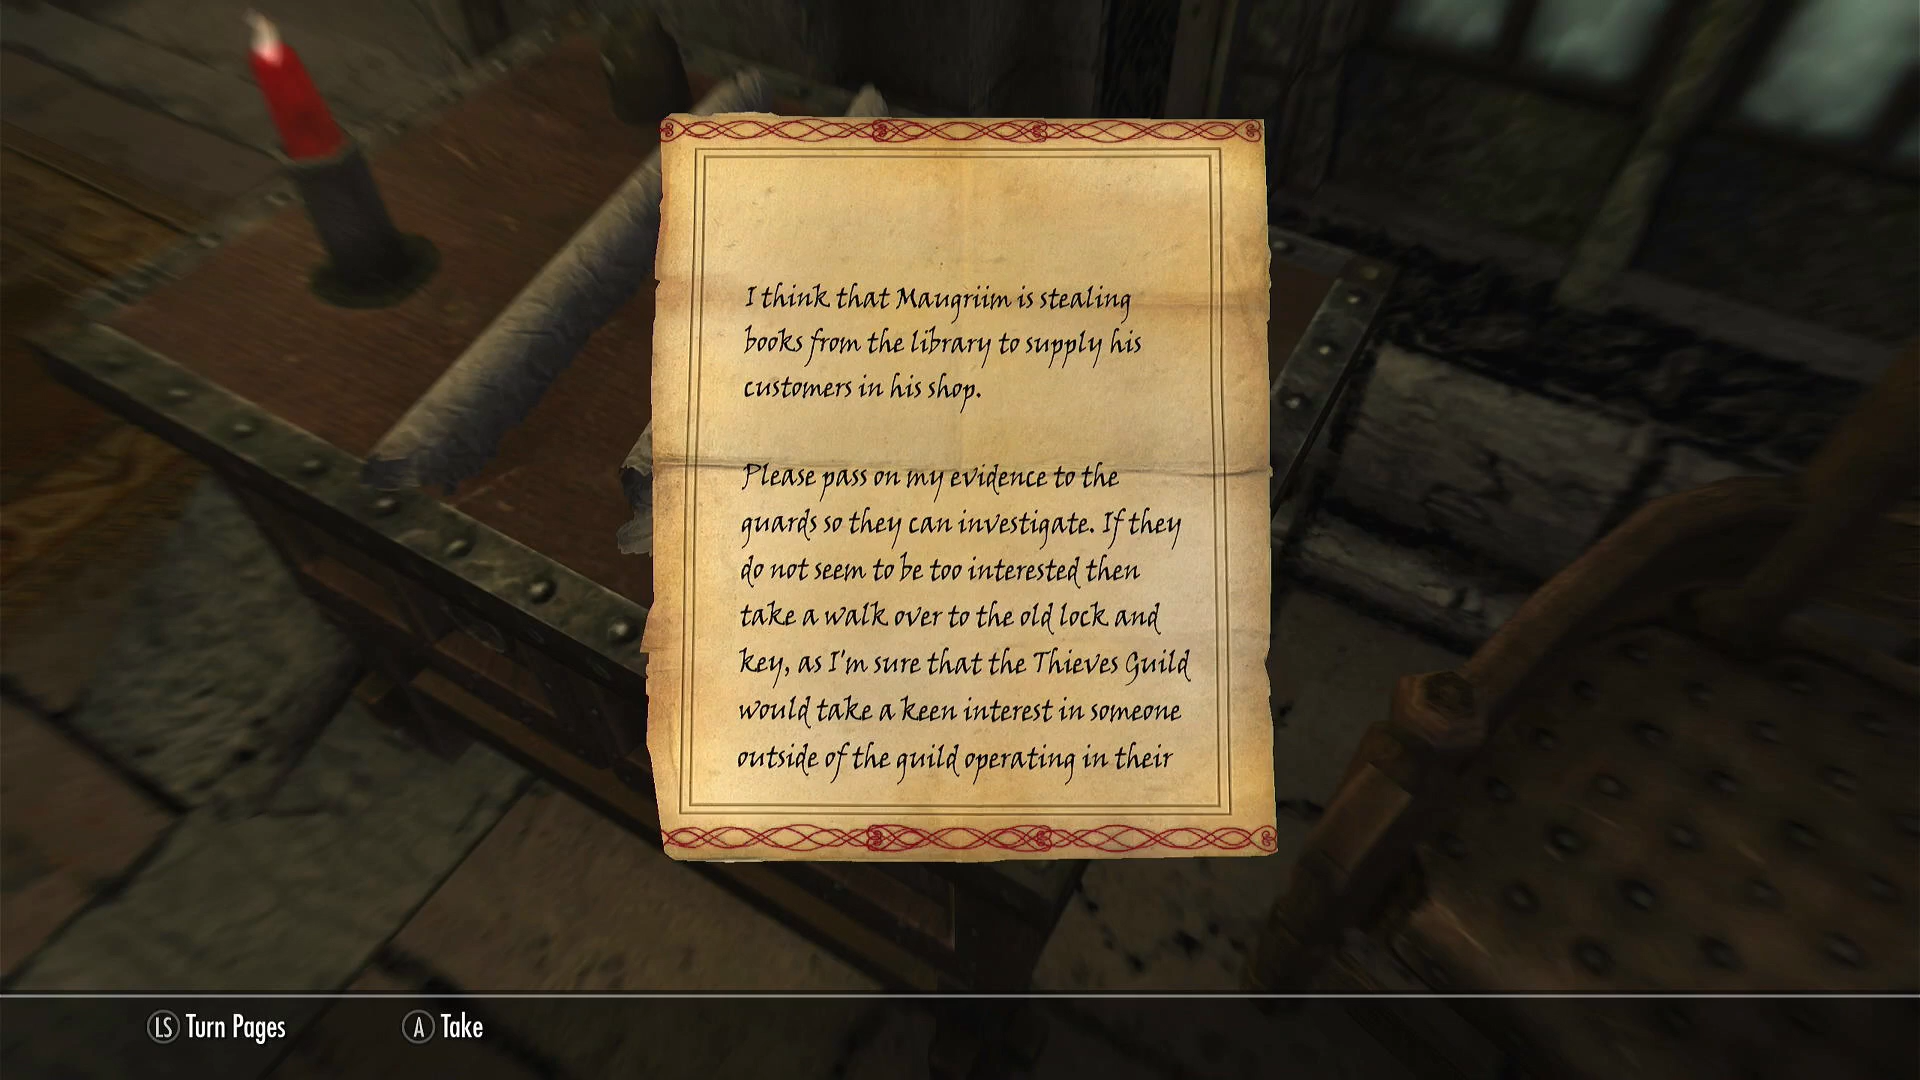 I think that Maugriim is stealing
books from the library to supply his
customers in his shop.
Please pass on my evidence to the
guards so they can investigate. If they
do not seem to be too interested then
take a walk over to the old lock and
key, as I'm sure that the Thieves Guild
would take a keen interest in someone
outside of the guild operating in their
LS Turn Pages
A Take